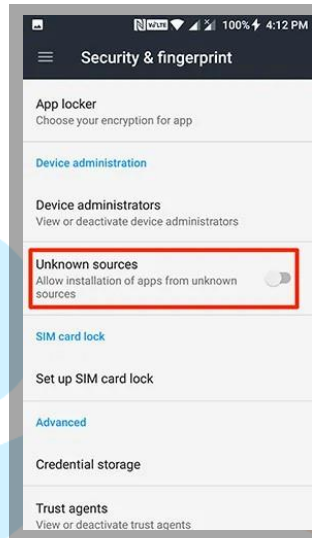 N VoLTE 100% 4:12 PM
Security & fingerprint
App locker
Choose your encryption for app
Device administration
Device administrators
View or deactivate device administrators
Unknown sources
Allow installation of apps from unknown
sources
SIM card lock
Set up SIM card lock
Advanced
Credential storage
Trust agents
View or deactivate trust agents